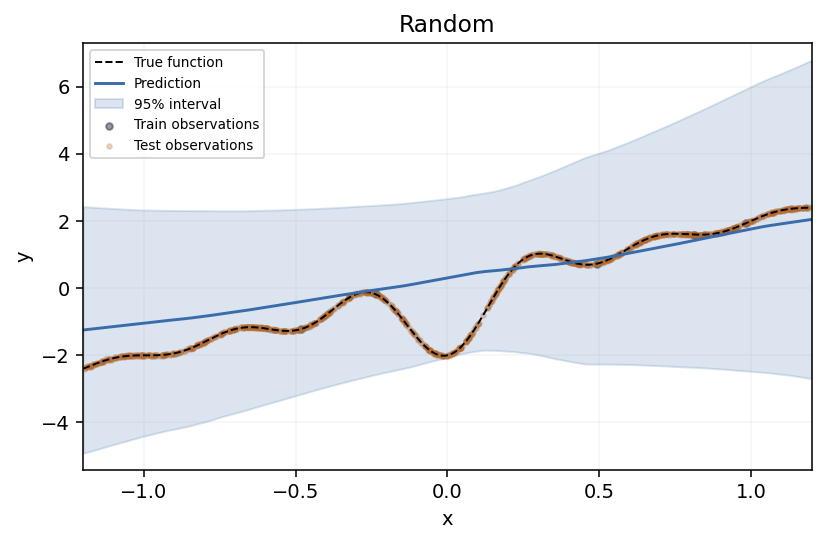 Random
True function
Prediction
95% interval
Train observations
Test observations
6
4
2
0
−2
−4
y
−1.0
−0.5
0.0
0.5
1.0
x